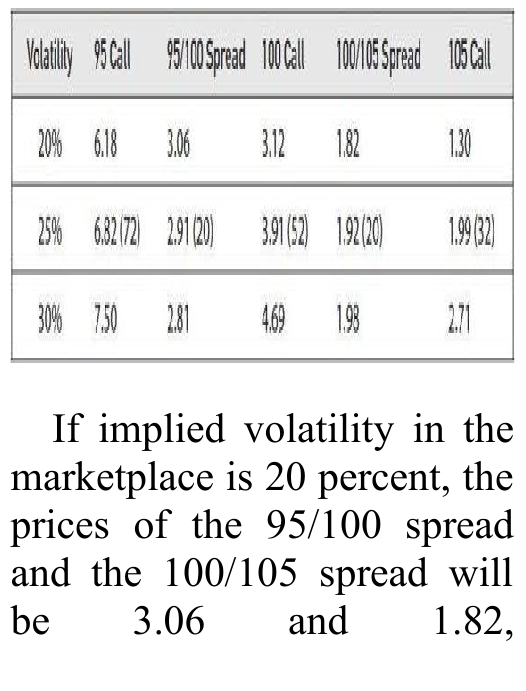 Volatility 95 Call 95/100 Spread 100 Call 100/105 Spread 105 Call
20% 6.18 3.06 3.12 1.82 1.30
25% 6.82 (72) 2.91 (20) 3.91 (52) 1.92 (20) 1.99 (32)
30% 7.50 2.81 4.69 1.98 2.71
If implied volatility in the
marketplace is 20 percent, the
prices of the 95/100 spread
and the 100/105 spread will
be 3.06 and 1.82,